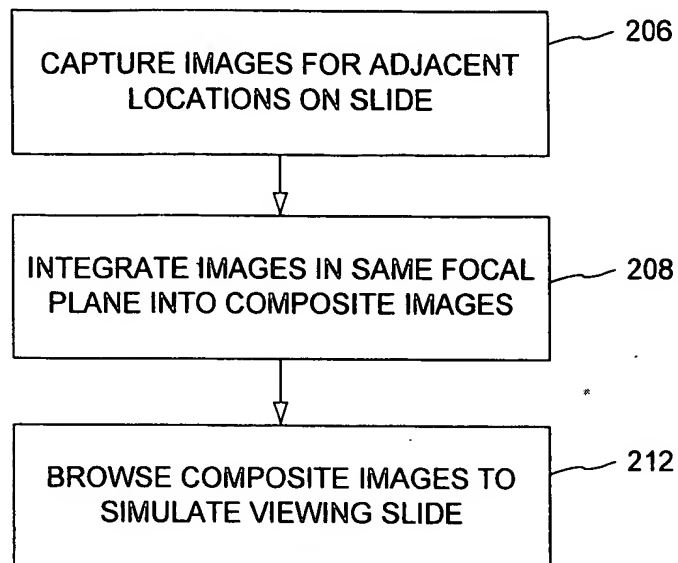 206
CAPTURE IMAGES FOR ADJACENT
LOCATIONS ON SLIDE
INTEGRATE IMAGES IN SAME FOCAL
PLANE INTO COMPOSITE IMAGES
208
BROWSE COMPOSITE IMAGES TO
SIMULATE VIEWING SLIDE
212